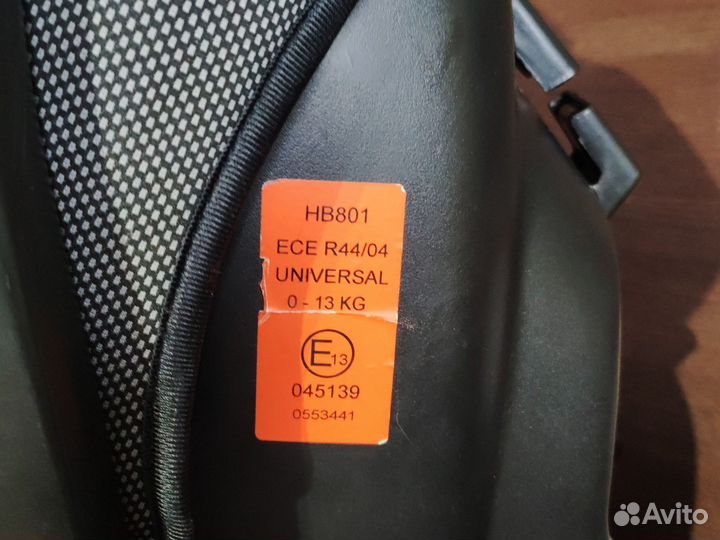 HB801
ECE R44/04
UNIVERSAL
0 - 13 KG
E13
045139
0553441
Avito